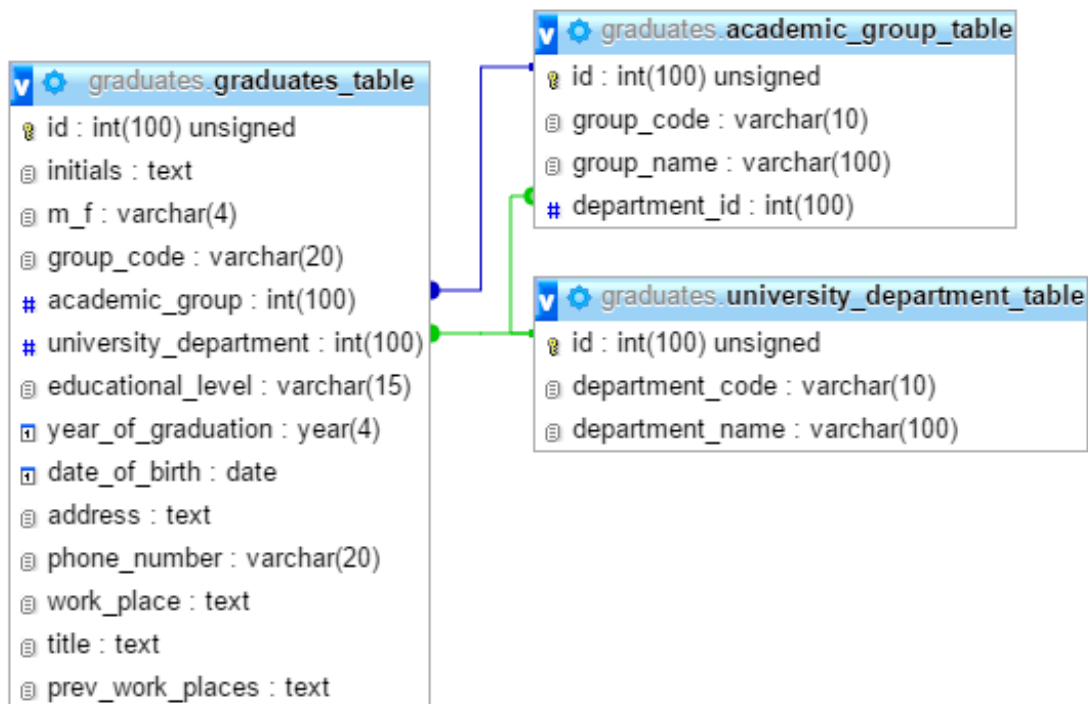 graduates.graduates_table
id : int(100) unsigned
initials : text
m_f : varchar(4)
group_code : varchar(20)
academic_group : int(100)
university_department : int(100)
educational_level : varchar(15)
year_of_graduation : year(4)
date_of_birth : date
address : text
phone_number : varchar(20)
work_place : text
title : text
prev_work_places : text
graduates.academic_group_table
id : int(100) unsigned
group_code : varchar(10)
group_name : varchar(100)
department_id : int(100)
graduates.university_department_table
id : int(100) unsigned
department_code : varchar(10)
department_name : varchar(100)